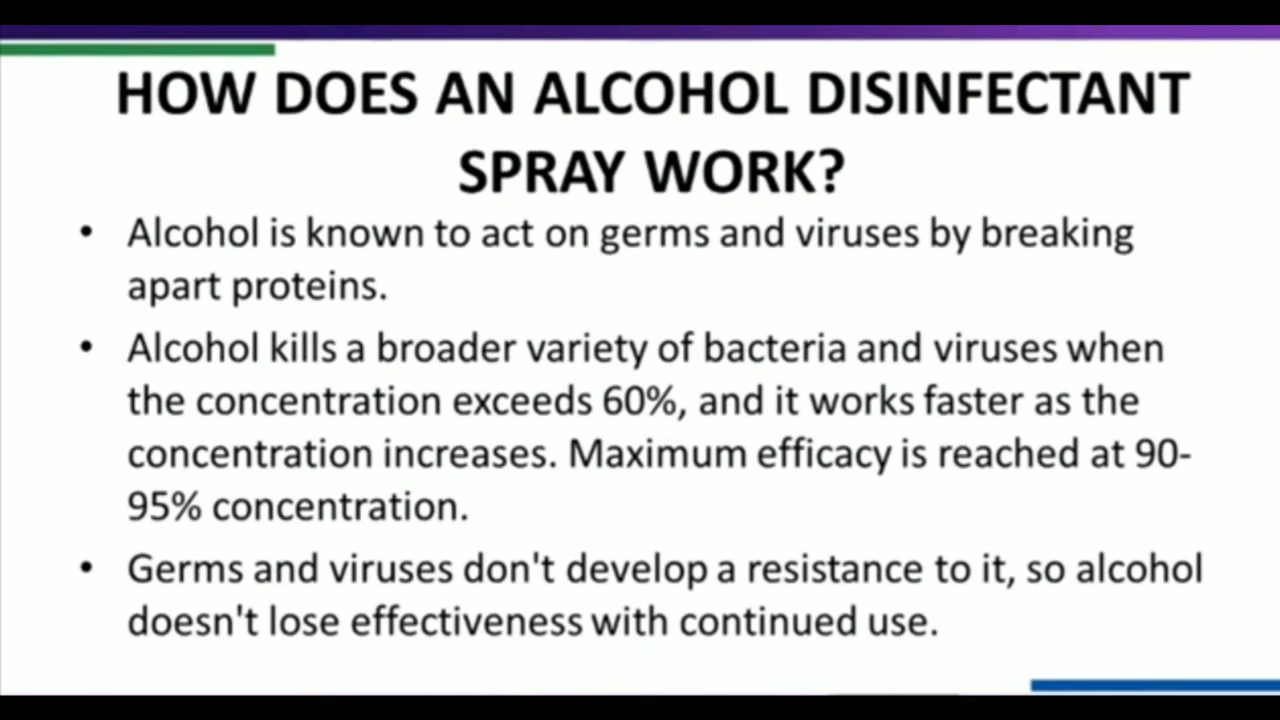 HOW DOES AN ALCOHOL DISINFECTANT
SPRAY WORK?
• Alcohol is known to act on germs and viruses by breaking
apart proteins.
• Alcohol kills a broader variety of bacteria and viruses when
the concentration exceeds 60%, and it works faster as the
concentration increases. Maximum efficacy is reached at 90-
95% concentration.
• Germs and viruses don't develop a resistance to it, so alcohol
doesn't lose effectiveness with continued use.